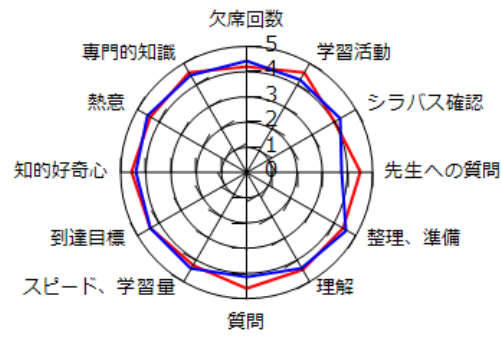 欠席回数
専門的知識
5
学習活動
4
熱意
3
シラバス確認
2
1
知的好奇心
0
先生への質問
到達目標
整理、準備
スピード、学習量
理解
質問